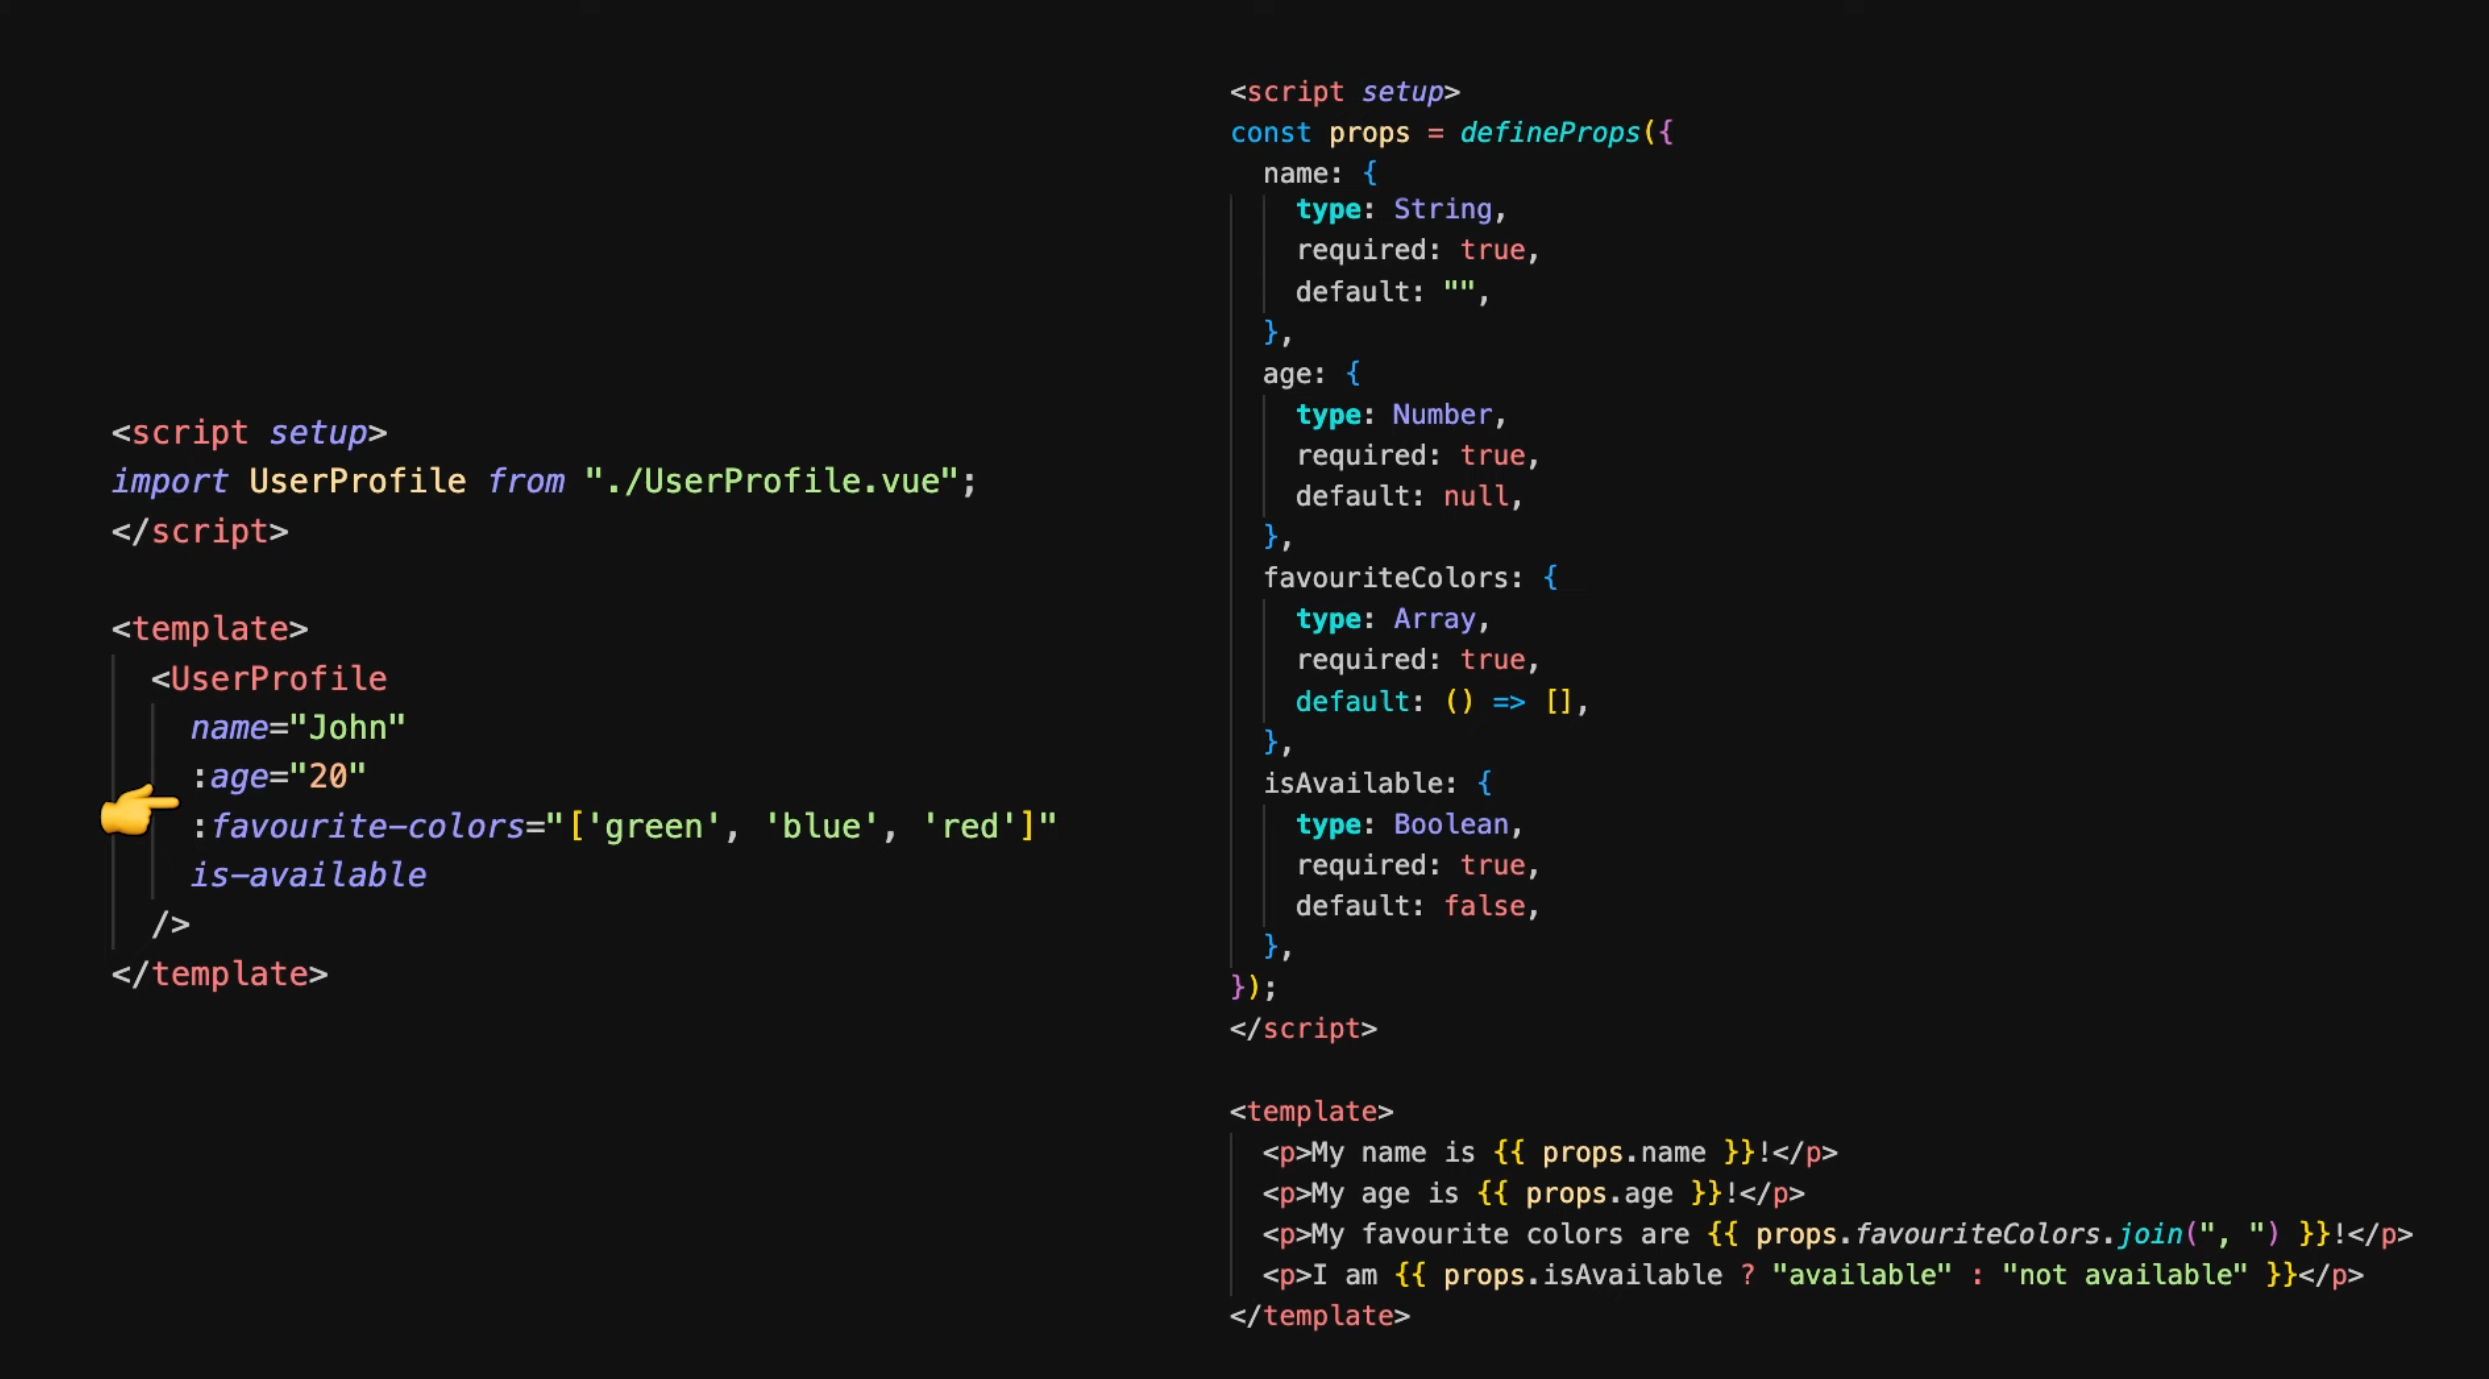 <script setup>
import UserProfile from "./UserProfile.vue";
</script>
<template>
<UserProfile
name="John"
:age="20"
:favourite-colors="['green', 'blue', 'red']"
is-available
/>
</template>
<script setup>
const props = defineProps({
name: {
type: String,
required: true,
default: "",
},
age: {
type: Number,
required: true,
default: null,
},
favouriteColors: {
type: Array,
required: true,
default: () => [],
},
isAvailable: {
type: Boolean,
required: true,
default: false,
},
});
</script>
<template>
<p>My name is {{ props.name }}!</p>
<p>My age is {{ props.age }}!</p>
<p>My favourite colors are {{ props.favouriteColors.join(", ") }}!</p>
<p>I am {{ props.isAvailable ? "available" : "not available" }}</p>
</template>